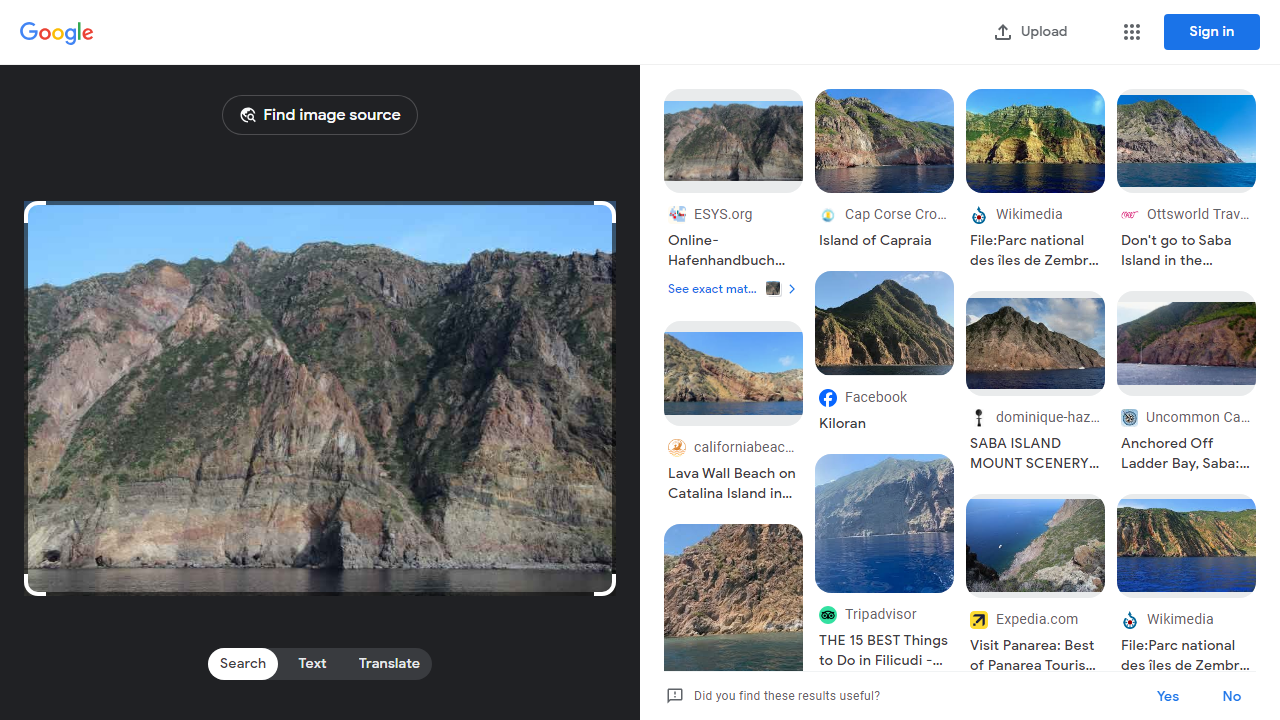 Google
Upload
Sign in
Find image source
Search
Text
Translate
ESYS.org
Online-
Hafenhandbuch...
See exact mat...
californiabeac...
Lava Wall Beach on
Catalina Island in...
Cap Corse Cro...
Island of Capraia
Facebook
Kiloran
Tripadvisor
THE 15 BEST Things
to Do in Filicudi -...
Wikimedia
File:Parc national
des îles de Zembr...
dominique-haz...
SABA ISLAND
MOUNT SCENERY...
Expedia.com
Visit Panarea: Best
of Panarea Touris...
Ottsworld Trav...
Don't go to Saba
Island in the...
Uncommon Ca...
Anchored Off
Ladder Bay, Saba:...
Wikimedia
File:Parc national
des îles de Zembr...
Did you find these results useful?
Yes
No